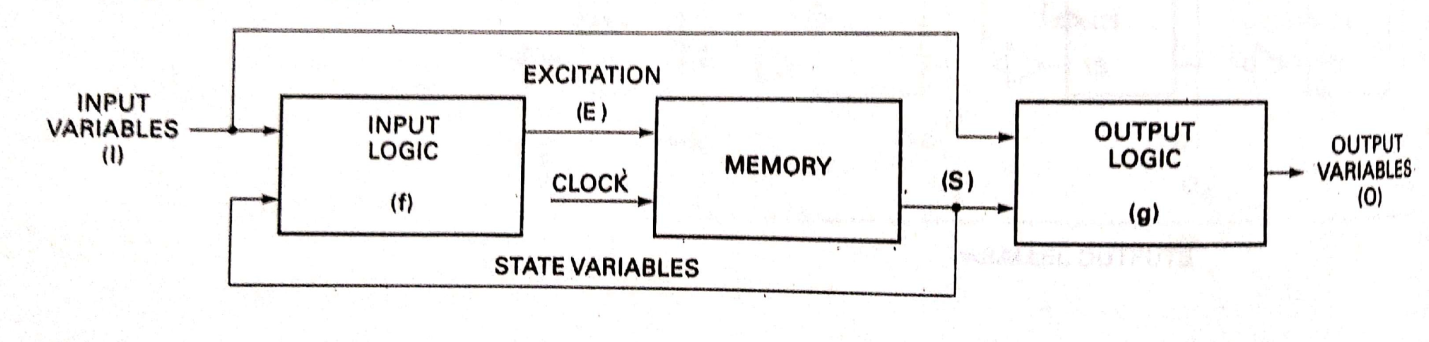 INPUT
VARIABLES
(I)
INPUT
LOGIC
(f)
EXCITATION
(E)
CLOCK
MEMORY
(S)
STATE VARIABLES
OUTPUT
LOGIC
(g)
OUTPUT
VARIABLES
(O)